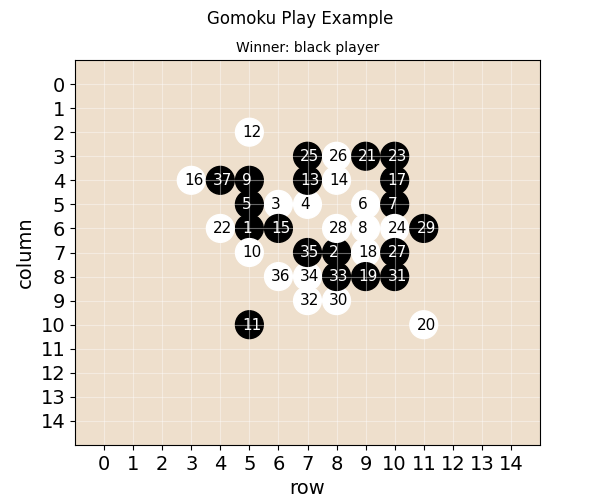 Gomoku Play Example
Winner: black player
0
1
2 12
3 25 26 21 23
4 16 37 9 13 14 17
5 5 3 4 6 7
6 22 1 15 28 8 24 29
7 10 35 2 18 27
8 36 34 33 19 31
9 32 30
10 11 20
11
12
13
14
column
0 1 2 3 4 5 6 7 8 9 10 11 12 13 14
row